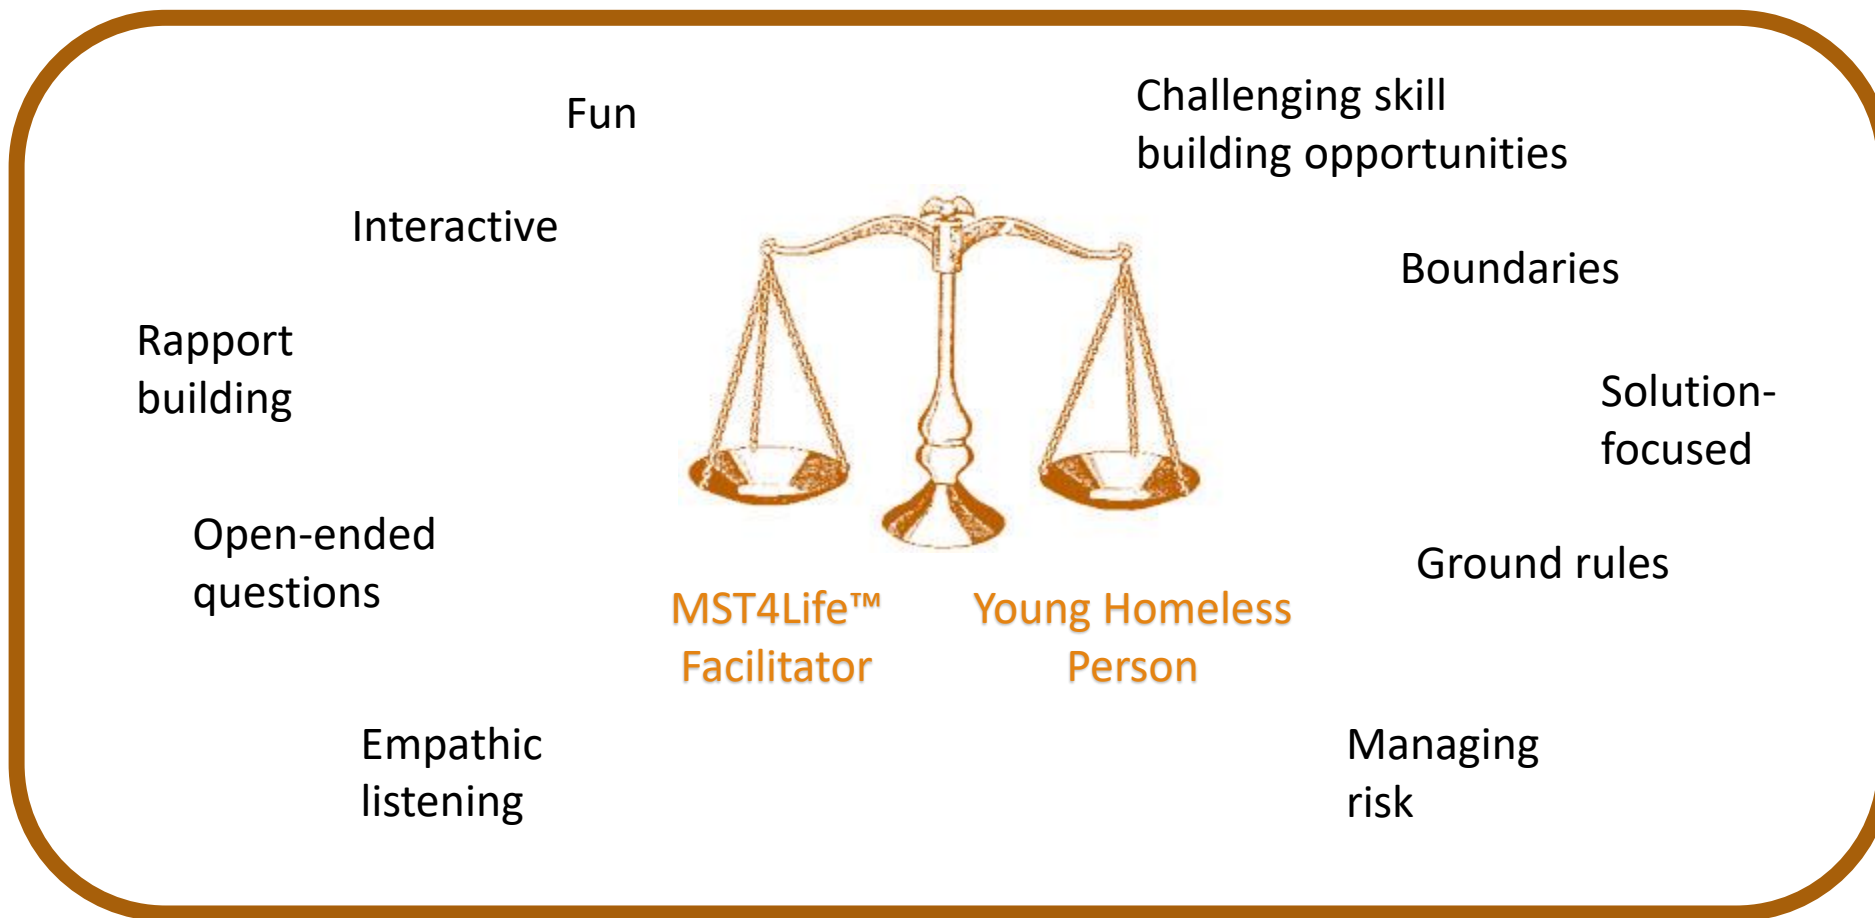 Fun
Challenging skill
building opportunities
Interactive
Boundaries
Rapport
building
Solution-
focused
Open-ended
questions
Ground rules
MST4Life™
Facilitator
Young Homeless
Person
Empathic
listening
Managing
risk